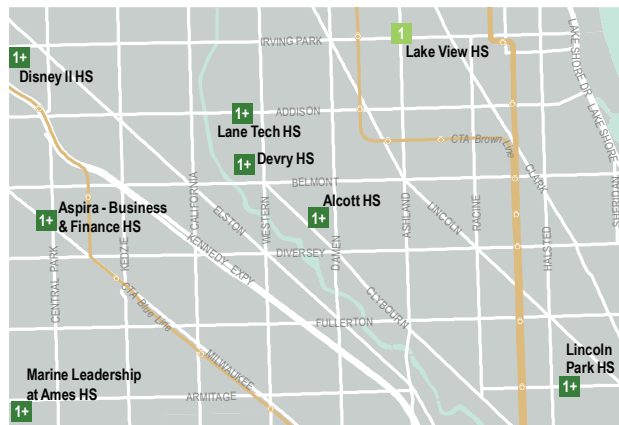 1+
Disney II HS
IRVING PARK
1
Lake View HS
LAKE SHORE DR
LAKE SHORE
1+
ADDISON
Lane Tech HS
CTA Brown Line
1+
Devry HS
BELMONT
CLARK
SHERIDAN
1+
Aspira - Business
& Finance HS
CALIFORNIA
ELSTON
WESTERN
Alcott HS
1+
DAMEN
ASHLAND
LINCOLN
RACINE
HALSTED
CENTRAL PARK
KEDZIE
KENNEDY EXPY
DIVERSEY
CTA Blue Line
CLYBOURN
FULLERTON
MILWAUKEE
Lincoln
Park HS
1+
Marine Leadership
at Ames HS
1+
ARMITAGE